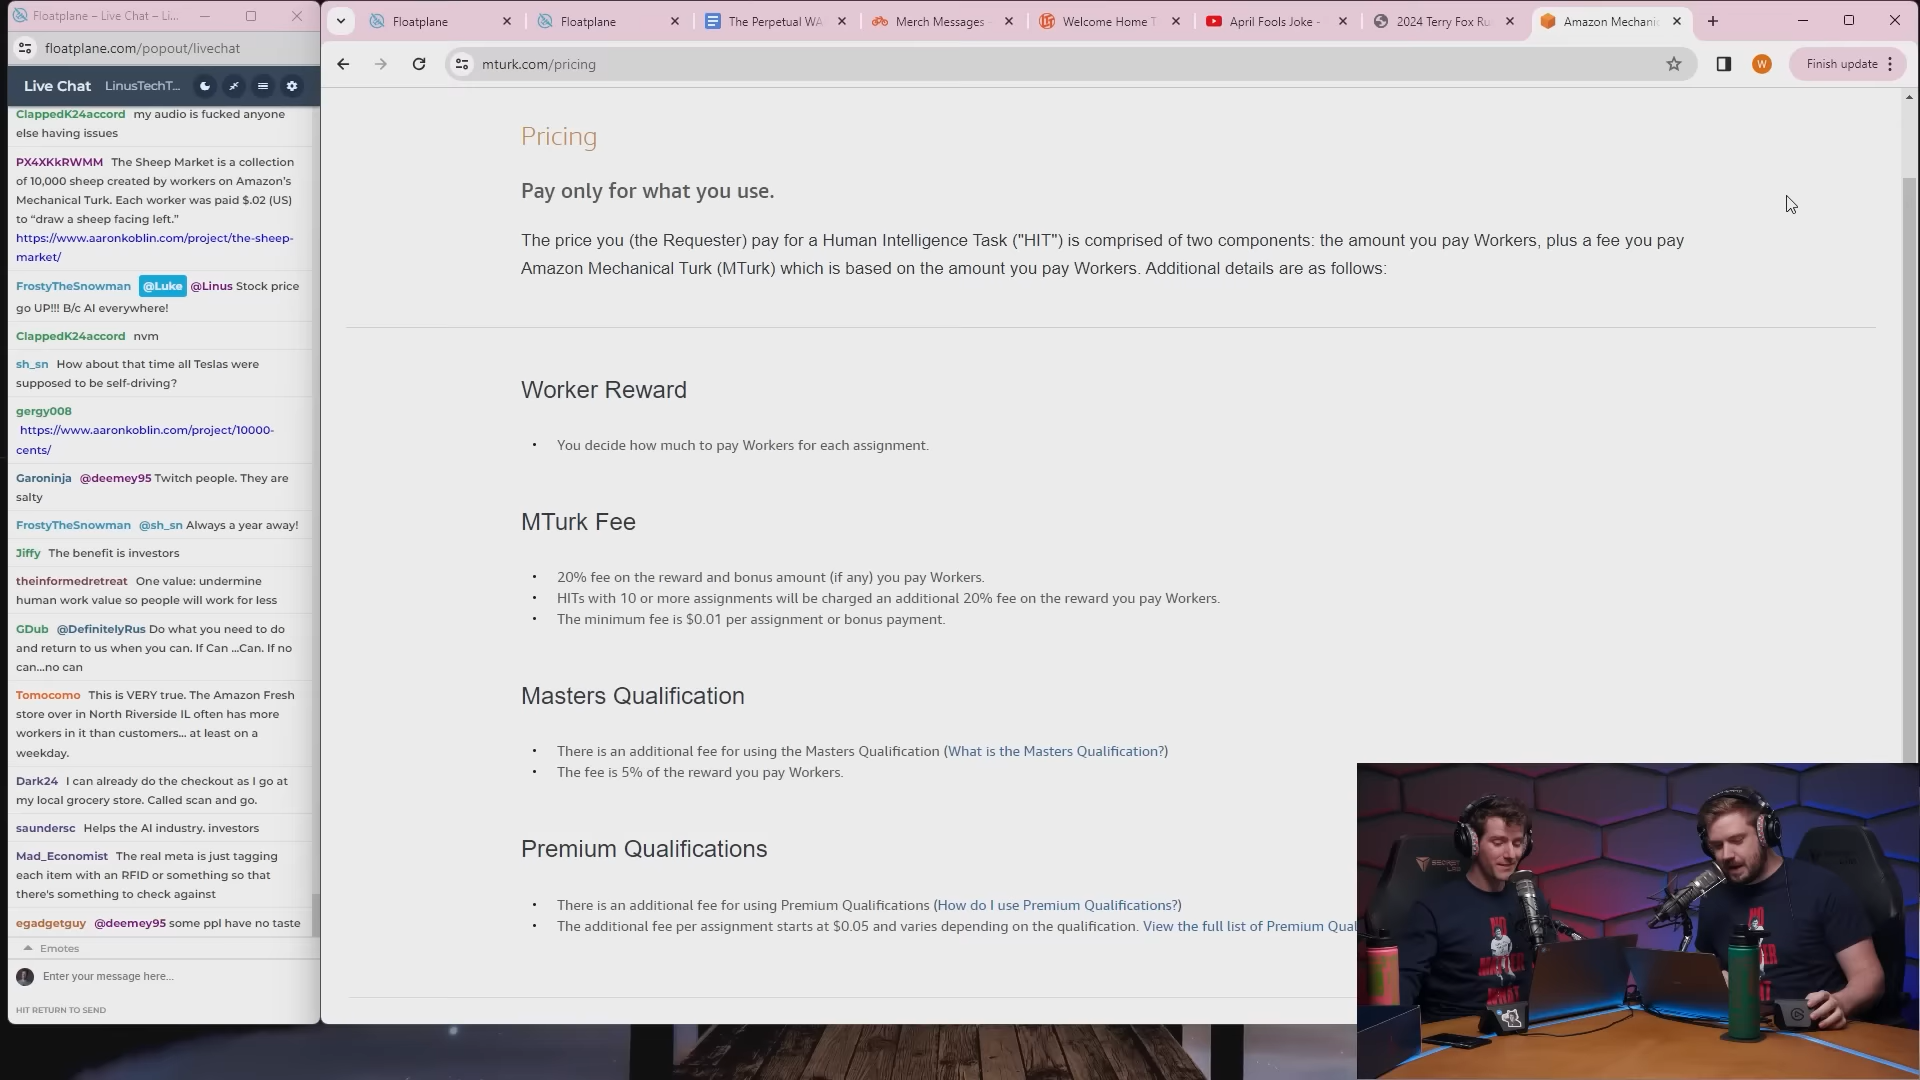 Floatplane – Live Chat – Li...
floatplane.com/popout/livechat
Live Chat LinusTechT...
ClappedK24accord my audio is fucked anyone
else having issues
PX4XKkRWMM The Sheep Market is a collection
of 10,000 sheep created by workers on Amazon's
Mechanical Turk. Each worker was paid $.02 (US)
to “draw a sheep facing left.”
https://www.aaronkoblin.com/project/the-sheep-
market/
FrostyTheSnowman @Luke @Linus Stock price
go UP!!! B/c AI everywhere!
ClappedK24accord nvm
sh_sn How about that time all Teslas were
supposed to be self-driving?
gergy008
https://www.aaronkoblin.com/project/10000-
cents/
Garoninja @deemey95 Twitch people. They are
salty
FrostyTheSnowman @sh_sn Always a year away!
Jiffy The benefit is investors
theinformedretreat One value: undermine
human work value so people will work for less
GDub @DefinitelyRus Do what you need to do
and return to us when you can. If Can ...Can. If no
can...no can
Tomocomo This is VERY true. The Amazon Fresh
store over in North Riverside IL often has more
workers in it than customers... at least on a
weekday.
Dark24 I can already do the checkout as I go at
my local grocery store. Called scan and go.
saundersc Helps the AI industry. investors
Mad_Economist The real meta is just tagging
each item with an RFID or something so that
there's something to check against
egadgetguy @deemey95 some ppl have no taste
Emotes
Enter your message here...
HIT RETURN TO SEND
Floatplane Floatplane The Perpetual WA Merch Messages - Welcome Home T April Fools Joke - 2024 Terry Fox Ru Amazon Mechanic
mturk.com/pricing W Finish update
Pricing
Pay only for what you use.
The price you (the Requester) pay for a Human Intelligence Task ("HIT") is comprised of two components: the amount you pay Workers, plus a fee you pay
Amazon Mechanical Turk (MTurk) which is based on the amount you pay Workers. Additional details are as follows:
Worker Reward
• You decide how much to pay Workers for each assignment.
MTurk Fee
• 20% fee on the reward and bonus amount (if any) you pay Workers.
• HITs with 10 or more assignments will be charged an additional 20% fee on the reward you pay Workers.
• The minimum fee is $0.01 per assignment or bonus payment.
Masters Qualification
• There is an additional fee for using the Masters Qualification (What is the Masters Qualification?)
• The fee is 5% of the reward you pay Workers.
Premium Qualifications
• There is an additional fee for using Premium Qualifications (How do I use Premium Qualifications?)
• The additional fee per assignment starts at $0.05 and varies depending on the qualification. View the full list of Premium Qual
NO
MATTER
WHAT
NO